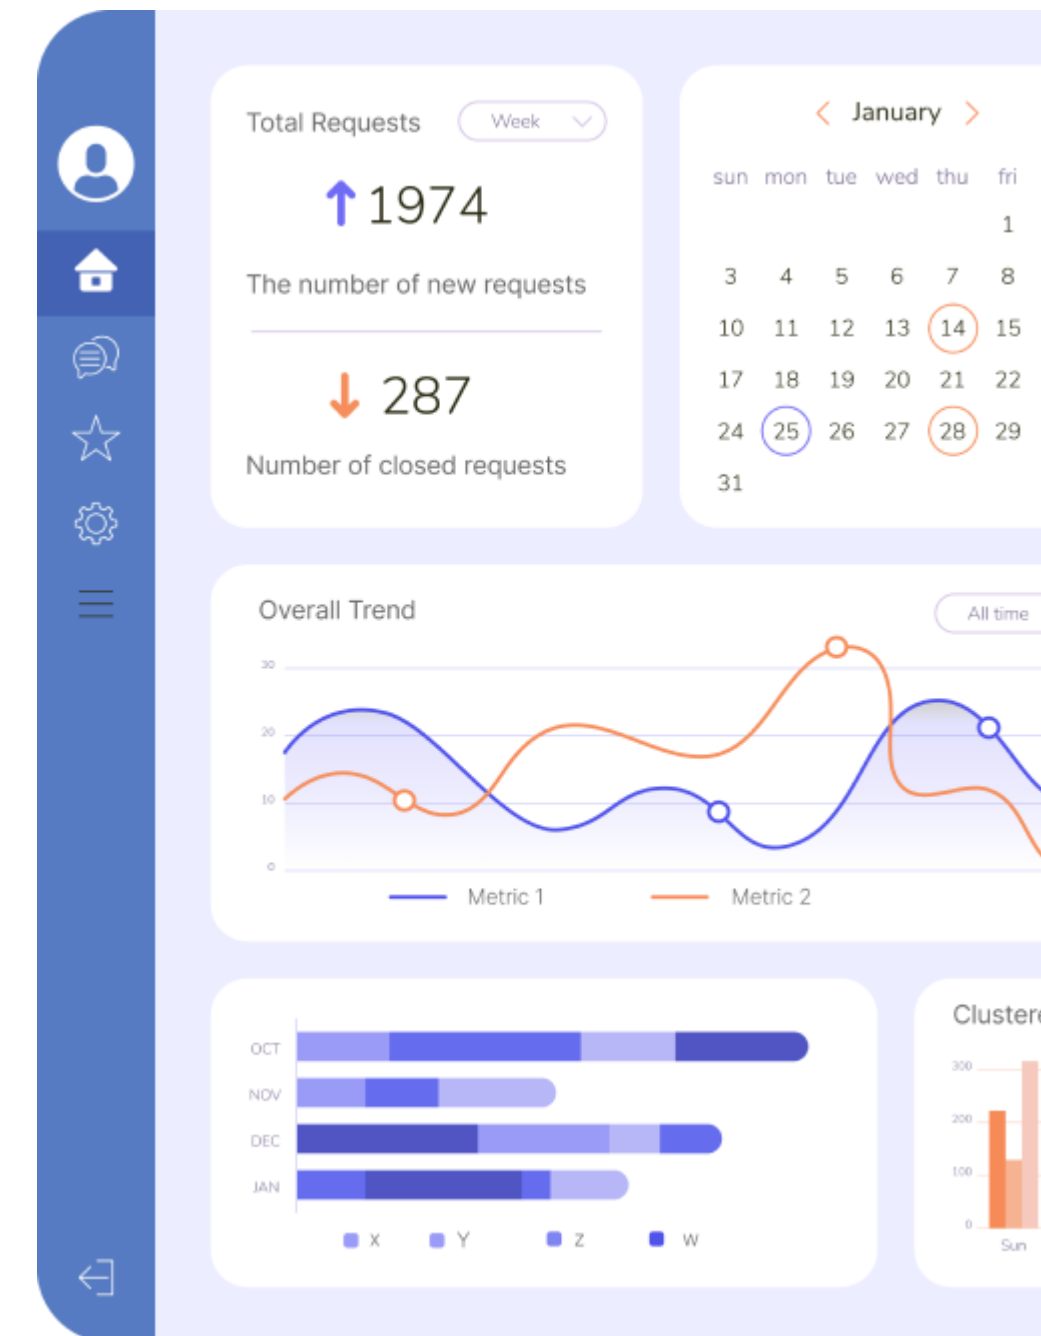 Total Requests
Week
1974
The number of new requests
287
Number of closed requests
January
sun mon tue wed thu fri
1
3 4 5 6 7 8
10 11 12 13 14 15
17 18 19 20 21 22
24 25 26 27 28 29
31
Overall Trend
All time
30
20
10
0
Metric 1 Metric 2
OCT
NOV
DEC
JAN
X Y Z W
Clustere
300
200
100
0
Sun